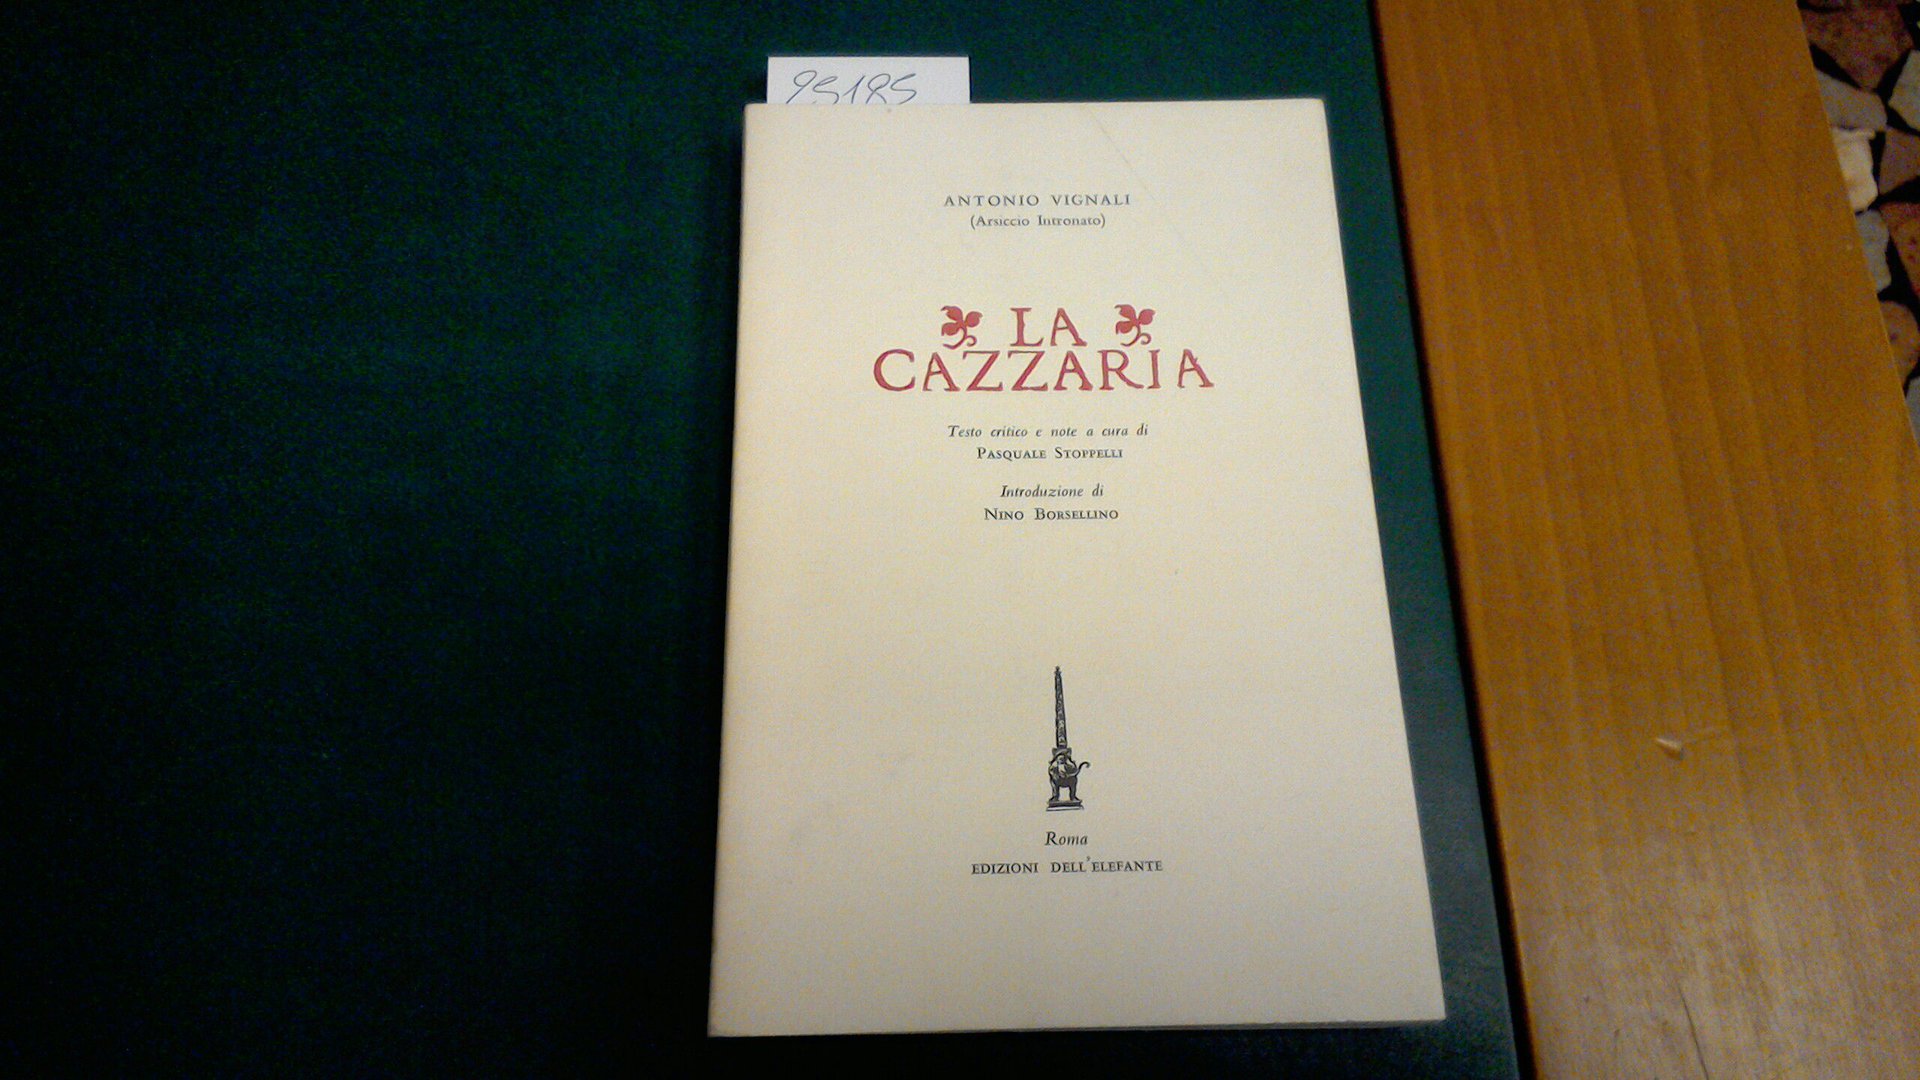 95185
ANTONIO VIGNALI
(Arsiccio Intronato)
LA
CAZZARIA
Testo critico e note a cura di
PASQUALE STOPPELLI
Introduzione di
NINO BORSELLINO
Roma
EDIZIONI DELL'ELEFANTE